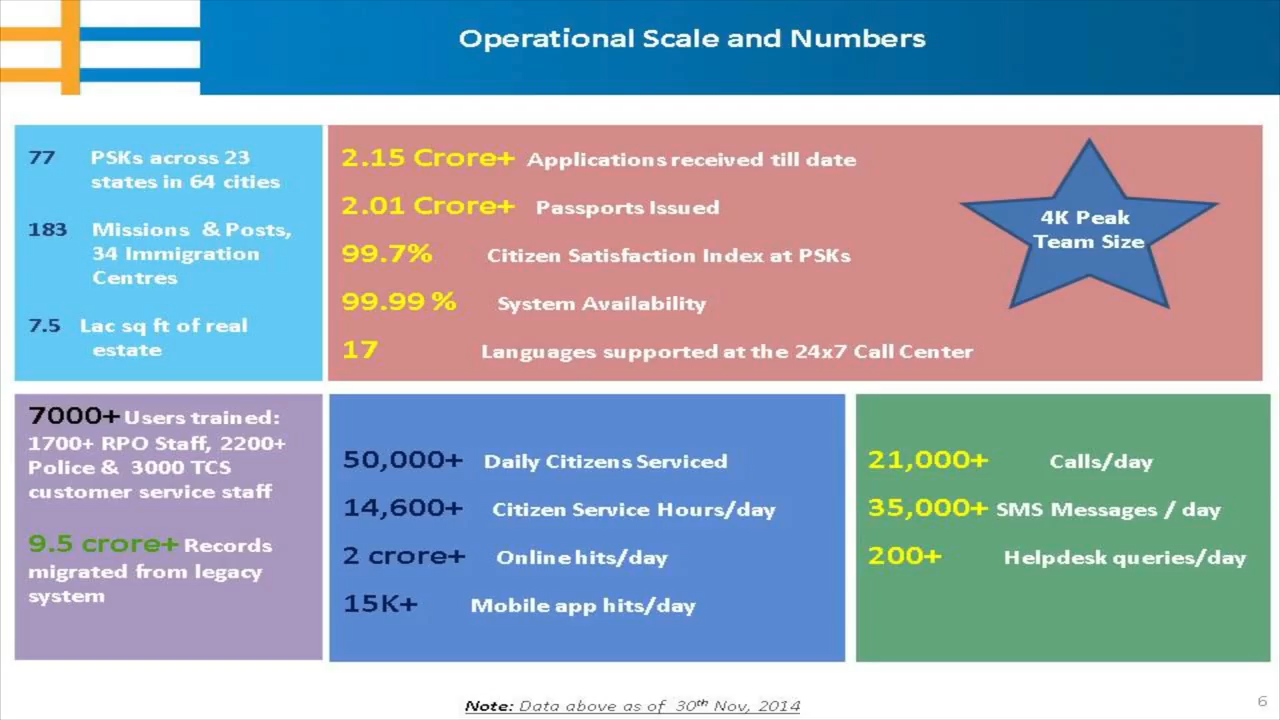 Operational Scale and Numbers
77 PSKs across 23
states in 64 cities
183 Missions & Posts,
34 Immigration
Centres
7.5 Lac sq ft of real
estate
2.15 Crore+ Applications received till date
2.01 Crore+ Passports Issued
99.7% Citizen Satisfaction Index at PSKs
99.99 % System Availability
17 Languages supported at the 24x7 Call Center
4K Peak
Team Size
7000+ Users trained:
1700+ RPO Staff, 2200+
Police & 3000 TCS
customer service staff
9.5 crore+ Records
migrated from legacy
system
50,000+ Daily Citizens Serviced
14,600+ Citizen Service Hours/day
2 crore+ Online hits/day
15K+ Mobile app hits/day
21,000+ Calls/day
35,000+ SMS Messages / day
200+ Helpdesk queries/day
Note: Data above as of 30th Nov, 2014
6